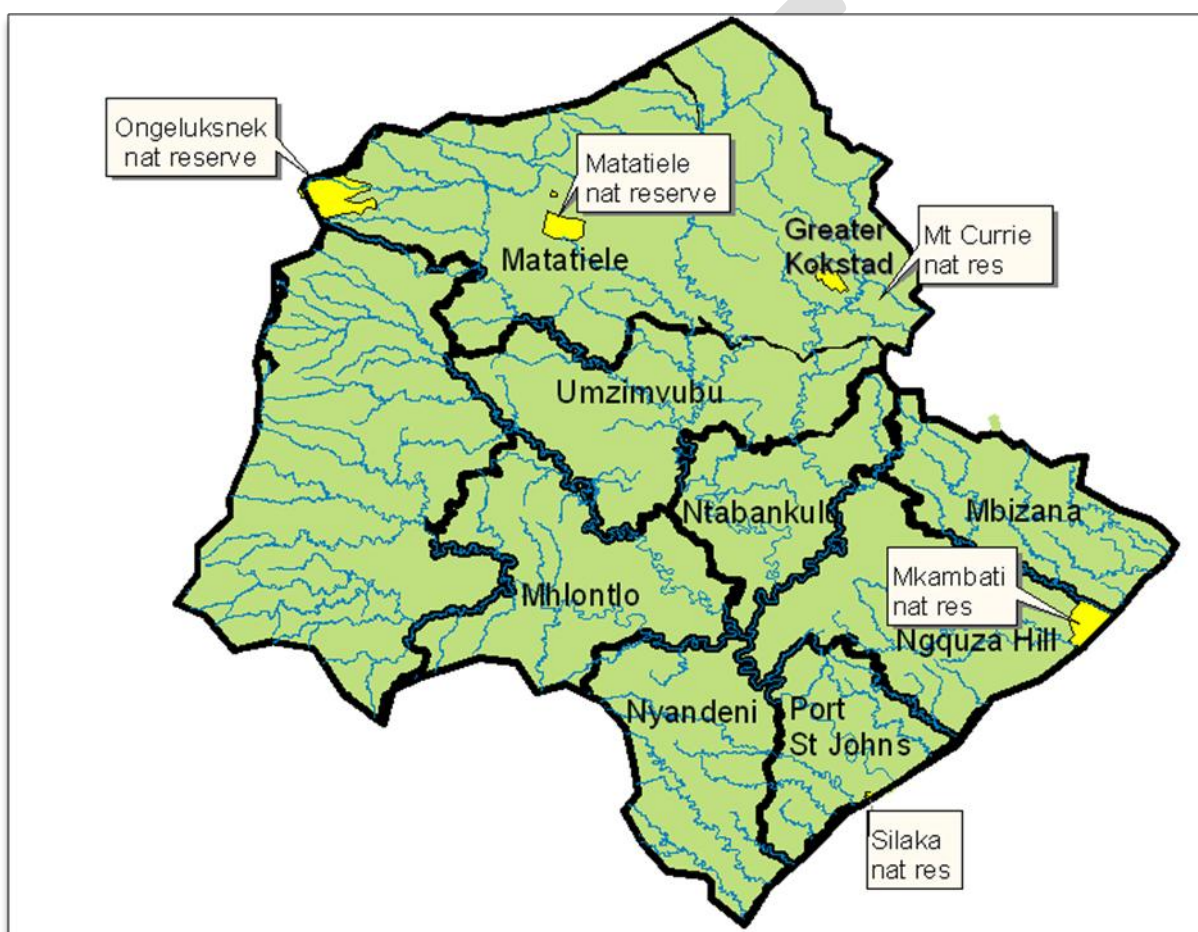 Ongeluksnek
nat reserve
Matatiele
nat reserve
Greater
Kokstad
Mt Currie
nat res
Matatiele
Umzimvubu
Ntabankulu
Mbizana
Mkambati
nat res
Mhlontlo
Ngquza Hill
Nyandeni
Port
St Johns
Silaka
nat res